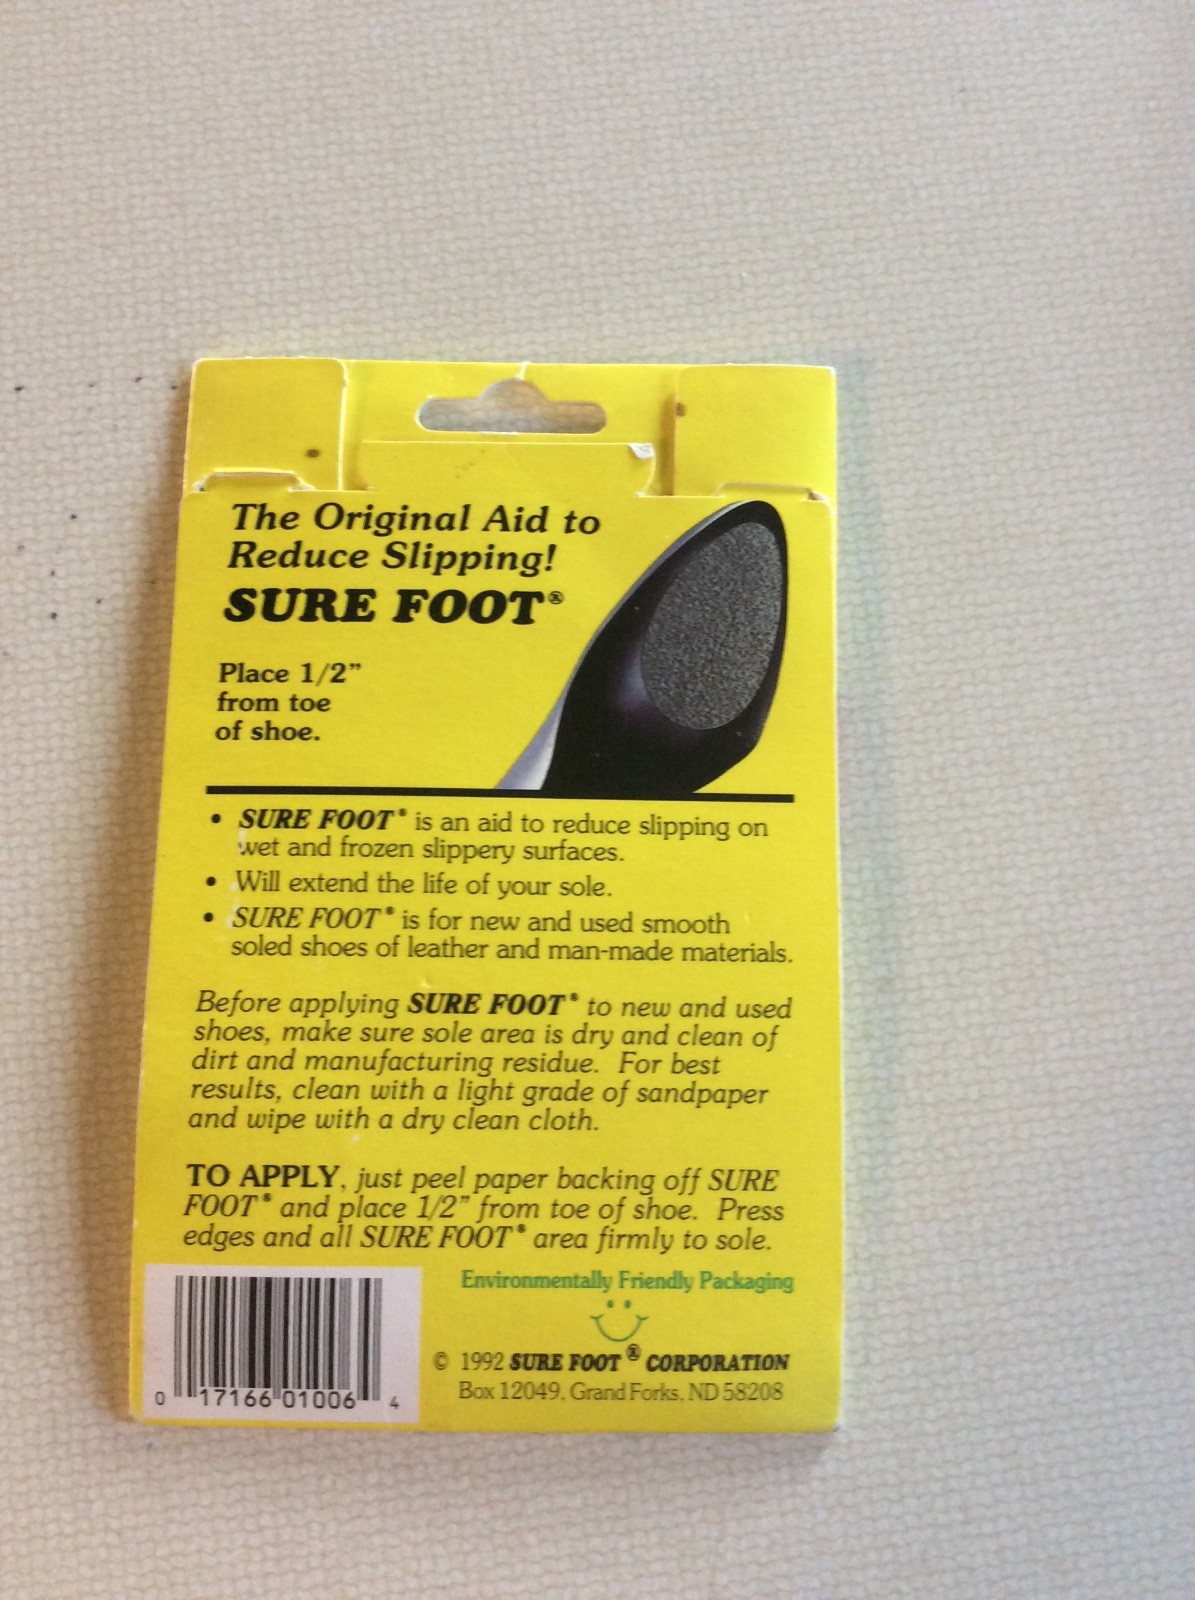 The Original Aid to
Reduce Slipping!
SURE FOOT®
Place 1/2”
from toe
of shoe.
• SURE FOOT® is an aid to reduce slipping on
wet and frozen slippery surfaces.
• Will extend the life of your sole.
• SURE FOOT® is for new and used smooth
soled shoes of leather and man-made materials.
Before applying SURE FOOT® to new and used
shoes, make sure sole area is dry and clean of
dirt and manufacturing residue. For best
results, clean with a light grade of sandpaper
and wipe with a dry clean cloth.
TO APPLY, just peel paper backing off SURE
FOOT® and place 1/2” from toe of shoe. Press
edges and all SURE FOOT® area firmly to sole.
Environmentally Friendly Packaging
© 1992 SURE FOOT® CORPORATION
Box 12049, Grand Forks, ND 58208
0 17166 01006 4